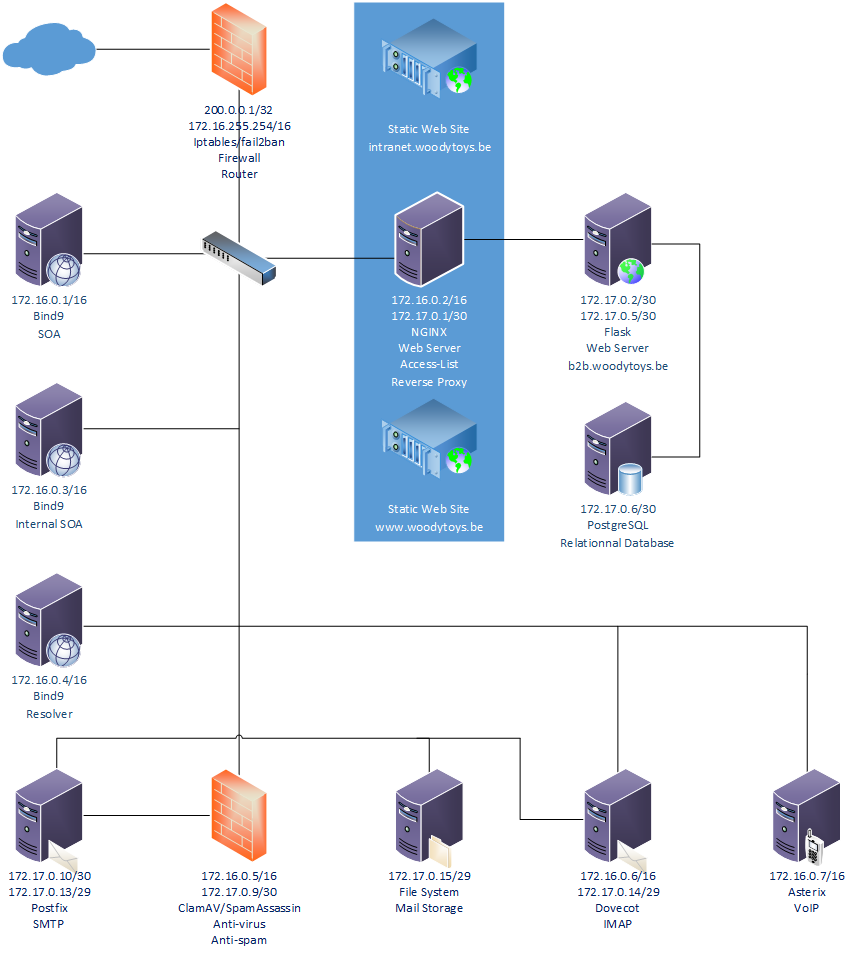 200.0.0.1/32
172.16.255.254/16
Iptables/fail2ban
Firewall
Router
Static Web Site
intranet.woodytoys.be
172.16.0.1/16
Bind9
SOA
172.16.0.2/16
172.17.0.1/30
NGINX
Web Server
Access-List
Reverse Proxy
172.17.0.2/30
172.17.0.5/30
Flask
Web Server
b2b.woodytoys.be
172.16.0.3/16
Bind9
Internal SOA
Static Web Site
www.woodytoys.be
172.17.0.6/30
PostgreSQL
Relationnal Database
172.16.0.4/16
Bind9
Resolver
172.17.0.10/30
172.17.0.13/29
Postfix
SMTP
172.16.0.5/16
172.17.0.9/30
ClamAV/SpamAssassin
Anti-virus
Anti-spam
172.17.0.15/29
File System
Mail Storage
172.16.0.6/16
172.17.0.14/29
Dovecot
IMAP
172.16.0.7/16
Asterix
VoIP